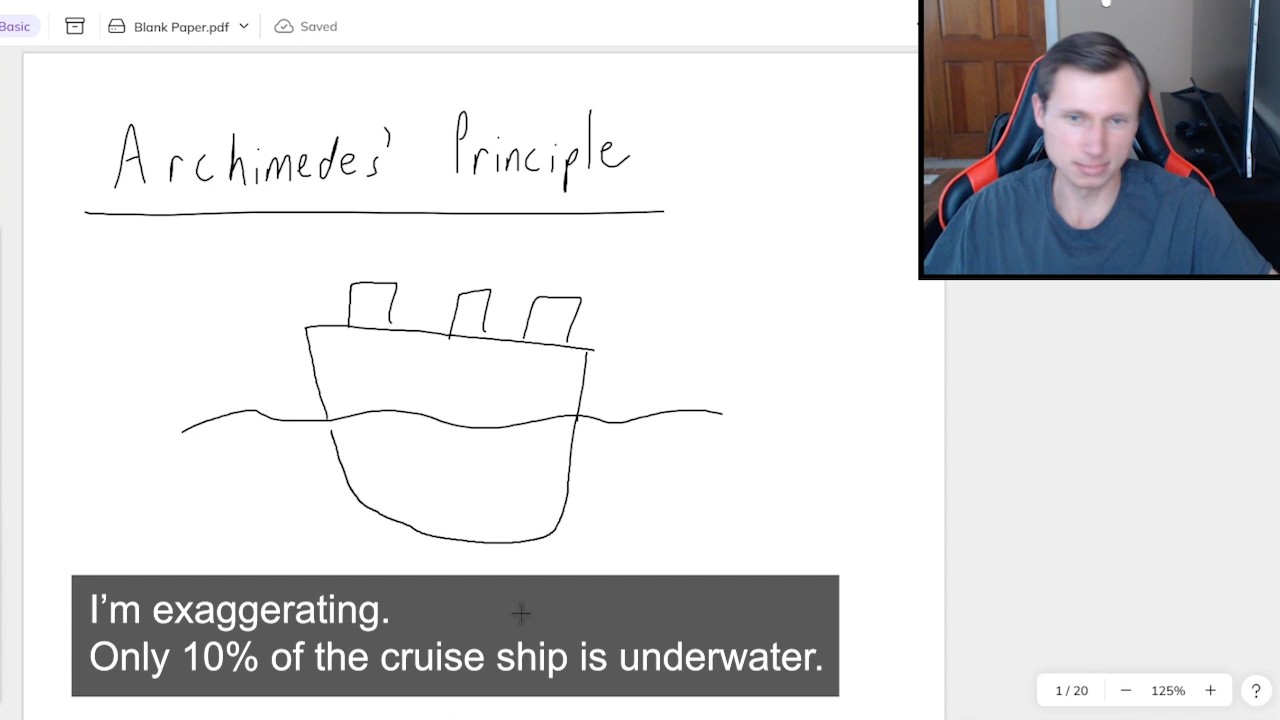 Basic
Blank Paper.pdf
Saved
Archimedes' Principle
I'm exaggerating.
Only 10% of the cruise ship is underwater.
1 / 20
125%
?